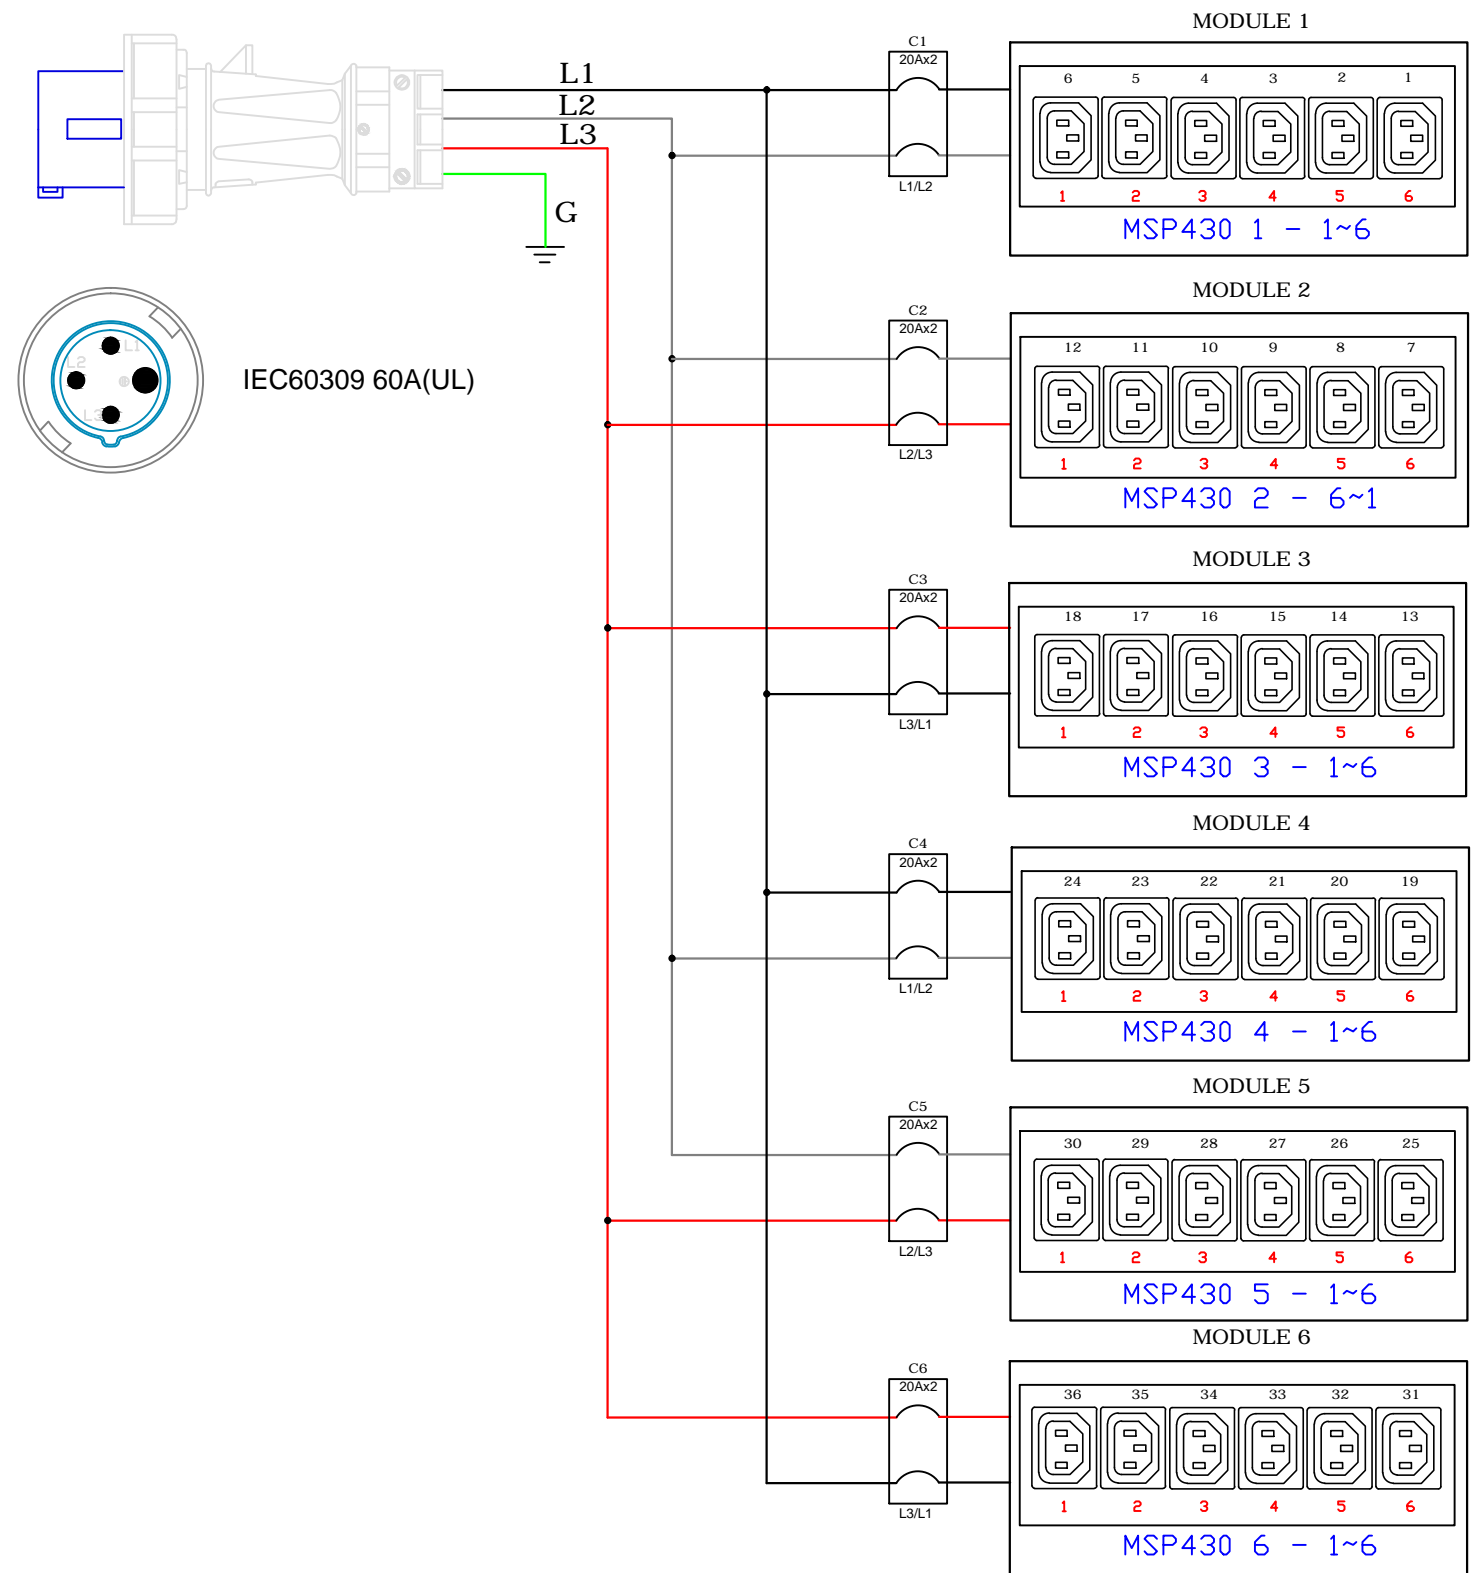 MODULE 1
C1
20Ax2
L1
L2
L3
G
L1/L2
6 5 4 3 2 1
1 2 3 4 5 6
MSP430 1 - 1~6
L1
L2
L3
IEC60309 60A(UL)
MODULE 2
C2
20Ax2
L2/L3
12 11 10 9 8 7
1 2 3 4 5 6
MSP430 2 - 6~1
MODULE 3
C3
20Ax2
L3/L1
18 17 16 15 14 13
1 2 3 4 5 6
MSP430 3 - 1~6
MODULE 4
C4
20Ax2
L1/L2
24 23 22 21 20 19
1 2 3 4 5 6
MSP430 4 - 1~6
MODULE 5
C5
20Ax2
L2/L3
30 29 28 27 26 25
1 2 3 4 5 6
MSP430 5 - 1~6
MODULE 6
C6
20Ax2
L3/L1
36 35 34 33 32 31
1 2 3 4 5 6
MSP430 6 - 1~6